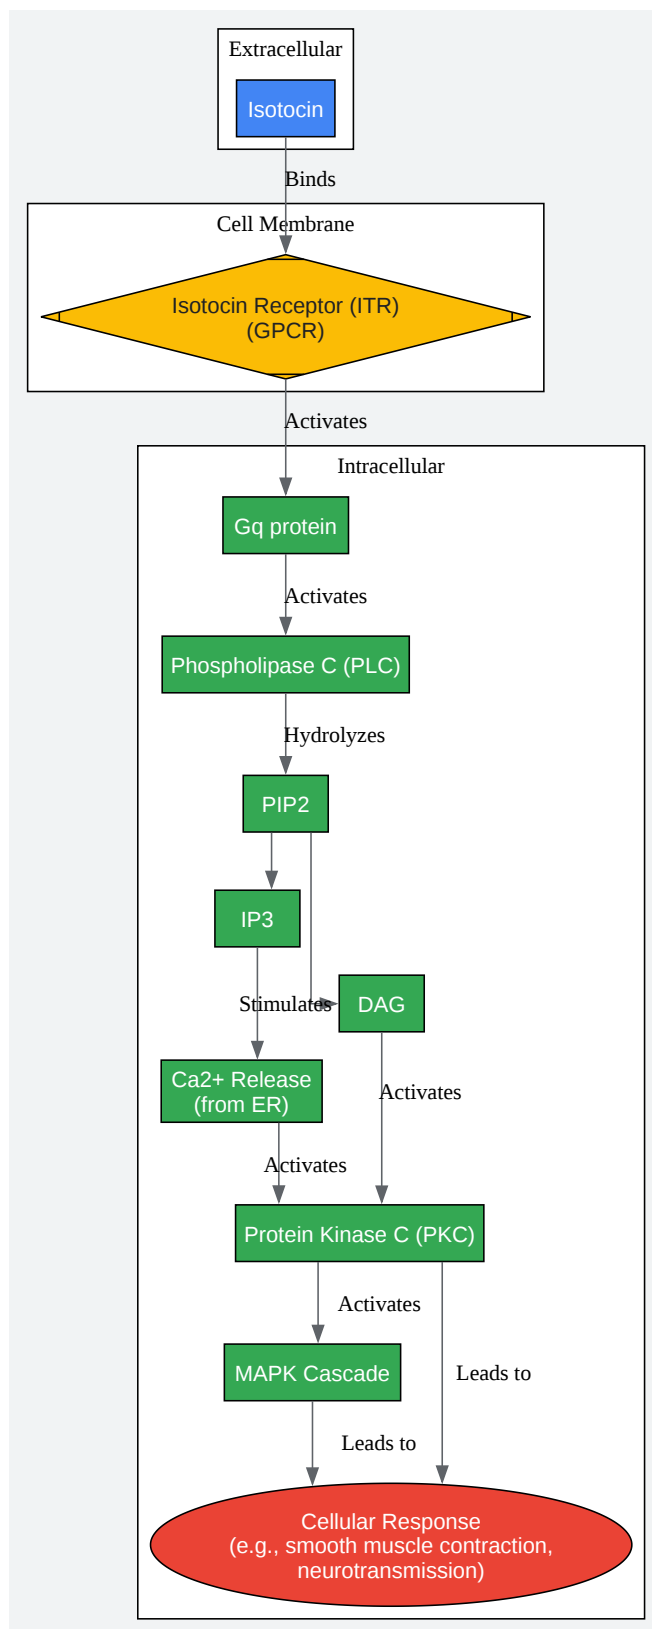 Extracellular
Isotocin
Binds
Cell Membrane
Isotocin Receptor (ITR)
(GPCR)
Activates
Intracellular
Gq protein
Activates
Phospholipase C (PLC)
Hydrolyzes
PIP2
IP3
Stimulates
DAG
Ca2+ Release
(from ER)
Activates
Activates
Protein Kinase C (PKC)
Activates
MAPK Cascade
Leads to
Leads to
Cellular Response
(e.g., smooth muscle contraction,
neurotransmission)